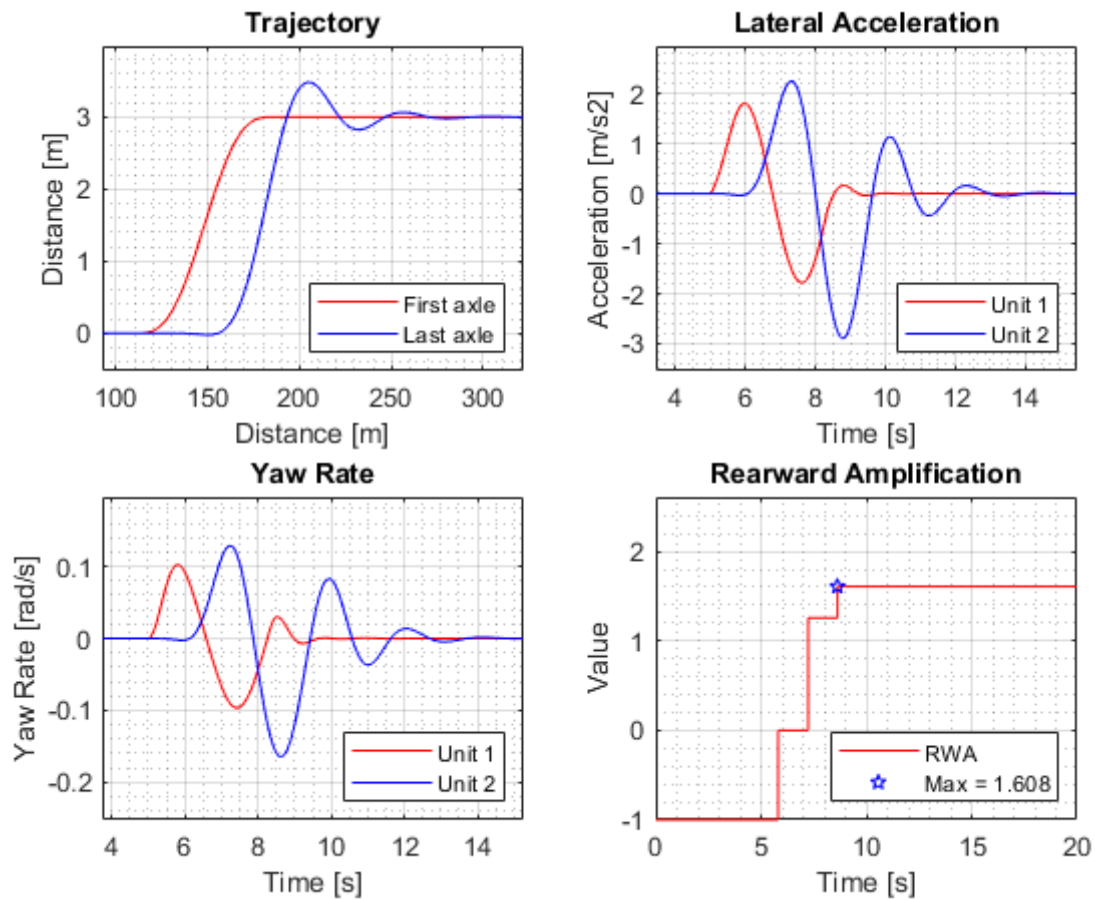 Trajectory
3
2
1
0
Distance [m]
100
150
200
250
300
Distance [m]
First axle
Last axle
Lateral Acceleration
2
1
0
-1
-2
-3
Acceleration [m/s2]
4
6
8
10
12
14
Time [s]
Unit 1
Unit 2
Yaw Rate
0.1
0
-0.1
-0.2
Yaw Rate [rad/s]
4
6
8
10
12
14
Time [s]
Unit 1
Unit 2
Rearward Amplification
2
1
0
-1
Value
0
5
10
15
20
Time [s]
RWA
Max = 1.608